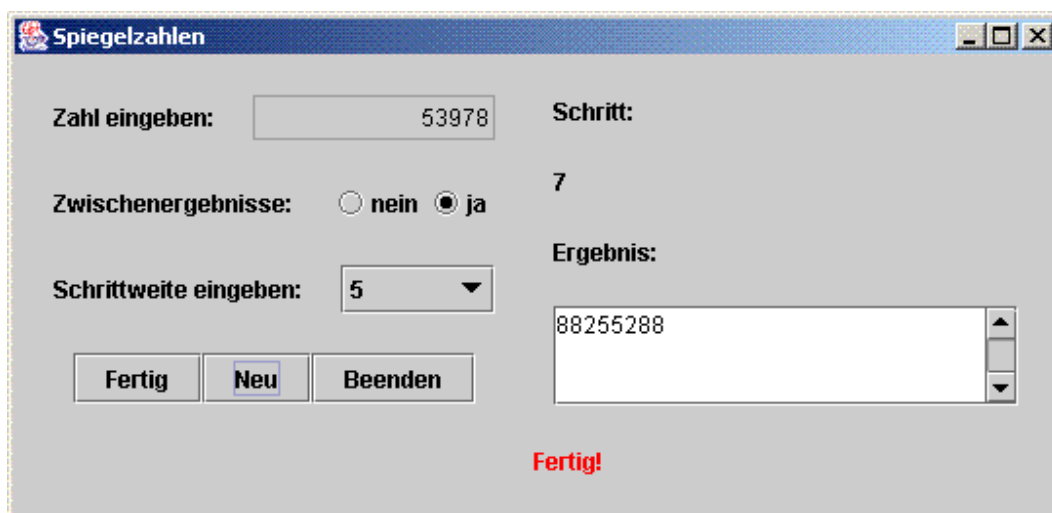 Spiegelzahlen
Zahl eingeben: 53978
Zwischenergebnisse: nein ja
Schrittweite eingeben: 5
Fertig Neu Beenden
Schritt:
7
Ergebnis:
88255288
Fertig!